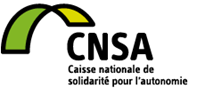 CNSA
Caisse nationale de
solidarité pour l'autonomie